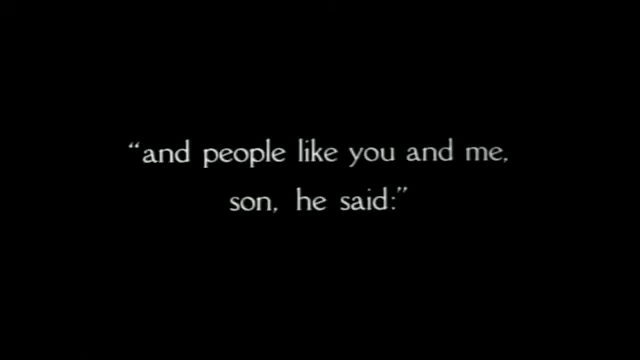 “and people like you and me,
son, he said:”